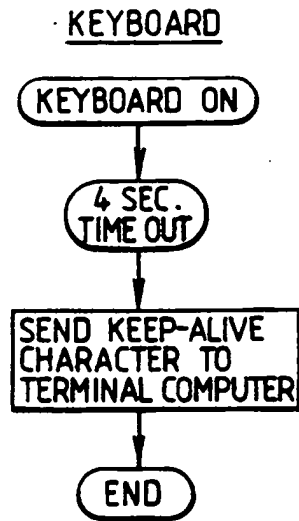 KEYBOARD
KEYBOARD ON
4 SEC.
TIME OUT
SEND KEEP-ALIVE
CHARACTER TO
TERMINAL COMPUTER
END